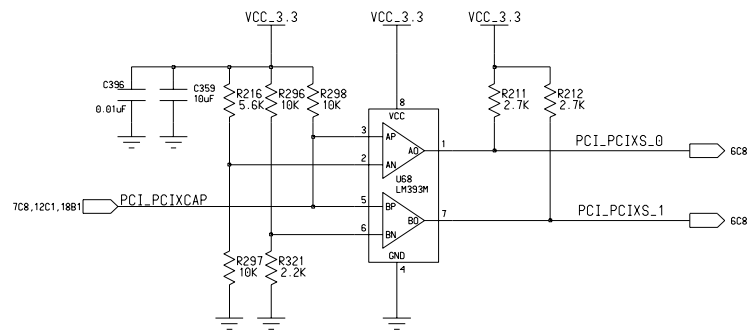 VCC_3.3
VCC_3.3
VCC_3.3
C396
0.01uF
C359
10uF
R216
5.6K
R296
10K
R298
10K
R211
2.7K
R212
2.7K
8
VCC
3
AP
AO
1
PCI_PCIXS_0
6C8
2
AN
U68
LM393M
7C8,12C1,18B1
PCI_PCIXCAP
5
BP
BO
7
PCI_PCIXS_1
6C8
6
BN
GND
4
R297
10K
R321
2.2K